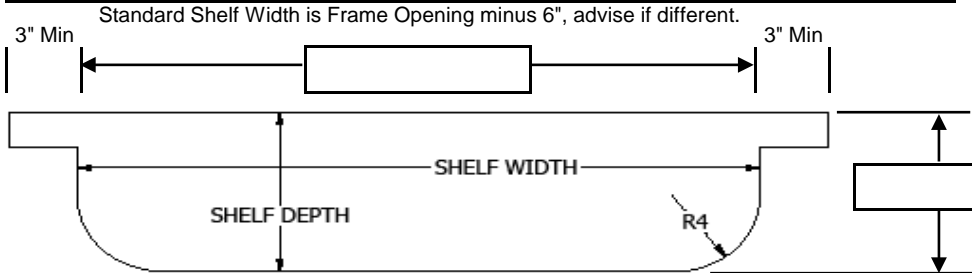 Standard Shelf Width is Frame Opening minus 6", advise if different.
3" Min
3" Min
SHELF WIDTH
SHELF DEPTH
R4